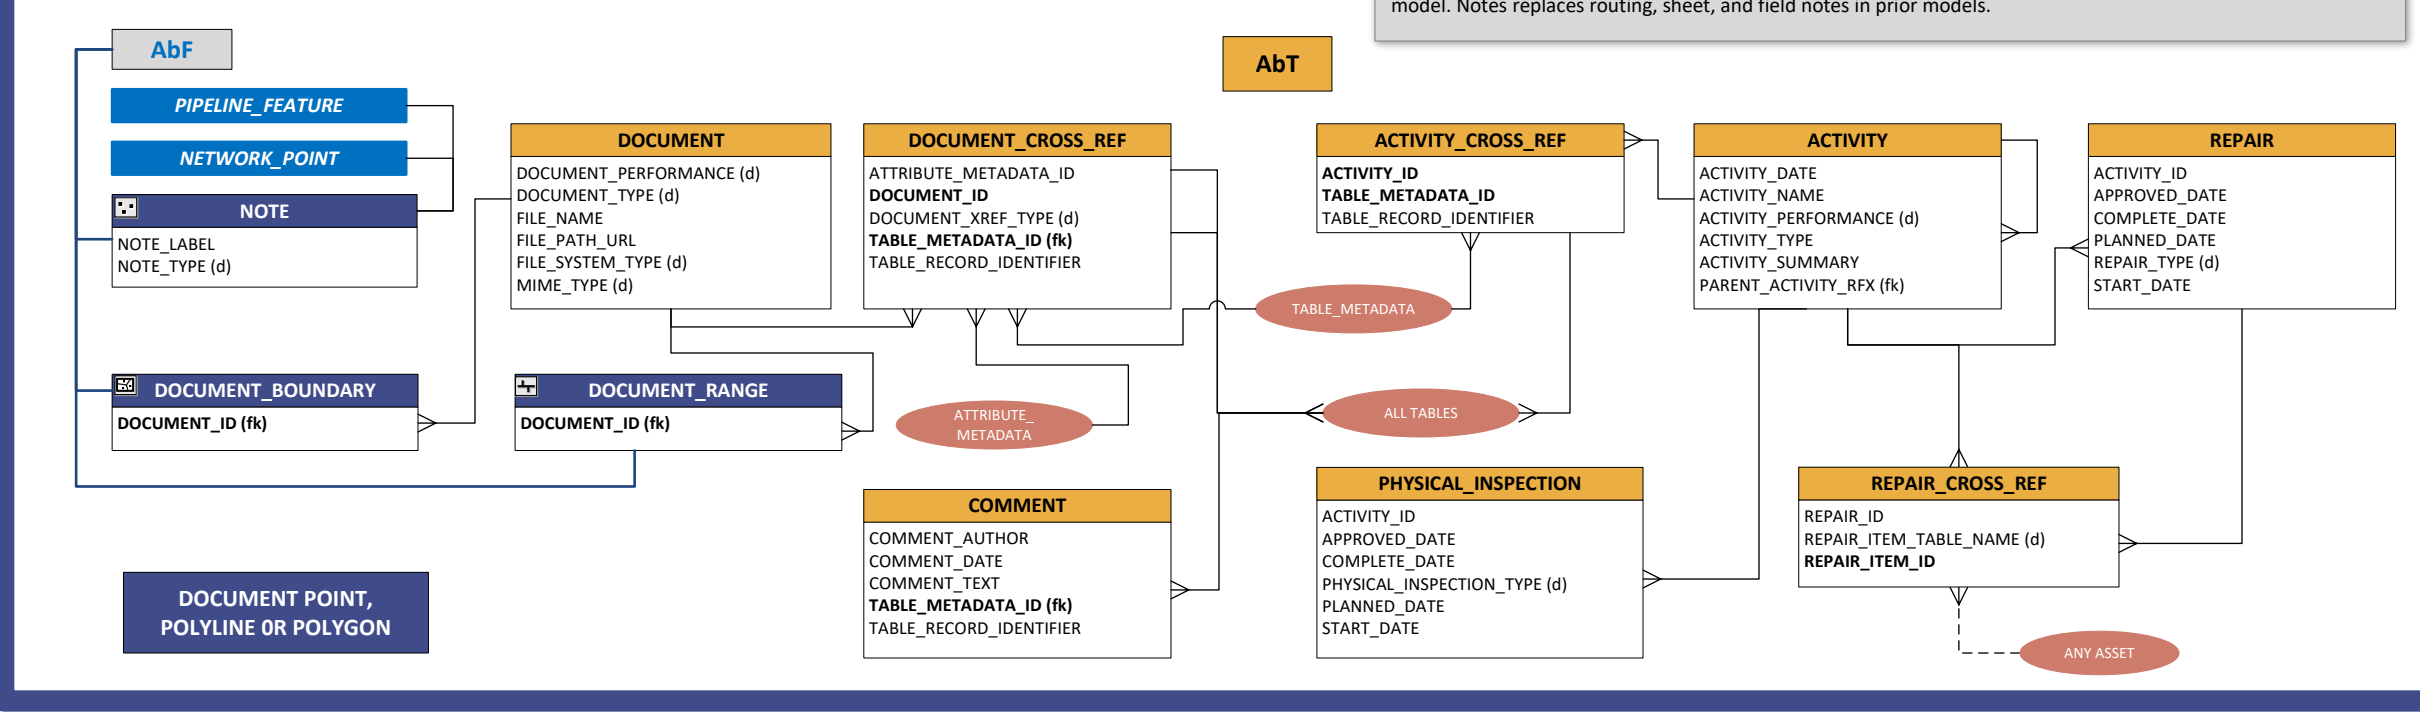 model. Notes replaces routing, sheet, and field notes in prior models.
AbF
AbT
PIPELINE_FEATURE
NETWORK_POINT
NOTE
NOTE_LABEL
NOTE_TYPE (d)
DOCUMENT
DOCUMENT_PERFORMANCE (d)
DOCUMENT_TYPE (d)
FILE_NAME
FILE_PATH_URL
FILE_SYSTEM_TYPE (d)
MIME_TYPE (d)
DOCUMENT_CROSS_REF
ATTRIBUTE_METADATA_ID
DOCUMENT_ID
DOCUMENT_XREF_TYPE (d)
TABLE_METADATA_ID (fk)
TABLE_RECORD_IDENTIFIER
ACTIVITY_CROSS_REF
ACTIVITY_ID
TABLE_METADATA_ID
TABLE_RECORD_IDENTIFIER
ACTIVITY
ACTIVITY_DATE
ACTIVITY_NAME
ACTIVITY_PERFORMANCE (d)
ACTIVITY_TYPE
ACTIVITY_SUMMARY
PARENT_ACTIVITY_RFX (fk)
REPAIR
ACTIVITY_ID
APPROVED_DATE
COMPLETE_DATE
PLANNED_DATE
REPAIR_TYPE (d)
START_DATE
TABLE_METADATA
DOCUMENT_BOUNDARY
DOCUMENT_ID (fk)
DOCUMENT_RANGE
DOCUMENT_ID (fk)
ATTRIBUTE_
METADATA
ALL TABLES
COMMENT
COMMENT_AUTHOR
COMMENT_DATE
COMMENT_TEXT
TABLE_METADATA_ID (fk)
TABLE_RECORD_IDENTIFIER
PHYSICAL_INSPECTION
ACTIVITY_ID
APPROVED_DATE
COMPLETE_DATE
PHYSICAL_INSPECTION_TYPE (d)
PLANNED_DATE
START_DATE
REPAIR_CROSS_REF
REPAIR_ID
REPAIR_ITEM_TABLE_NAME (d)
REPAIR_ITEM_ID
DOCUMENT POINT,
POLYLINE 0R POLYGON
ANY ASSET